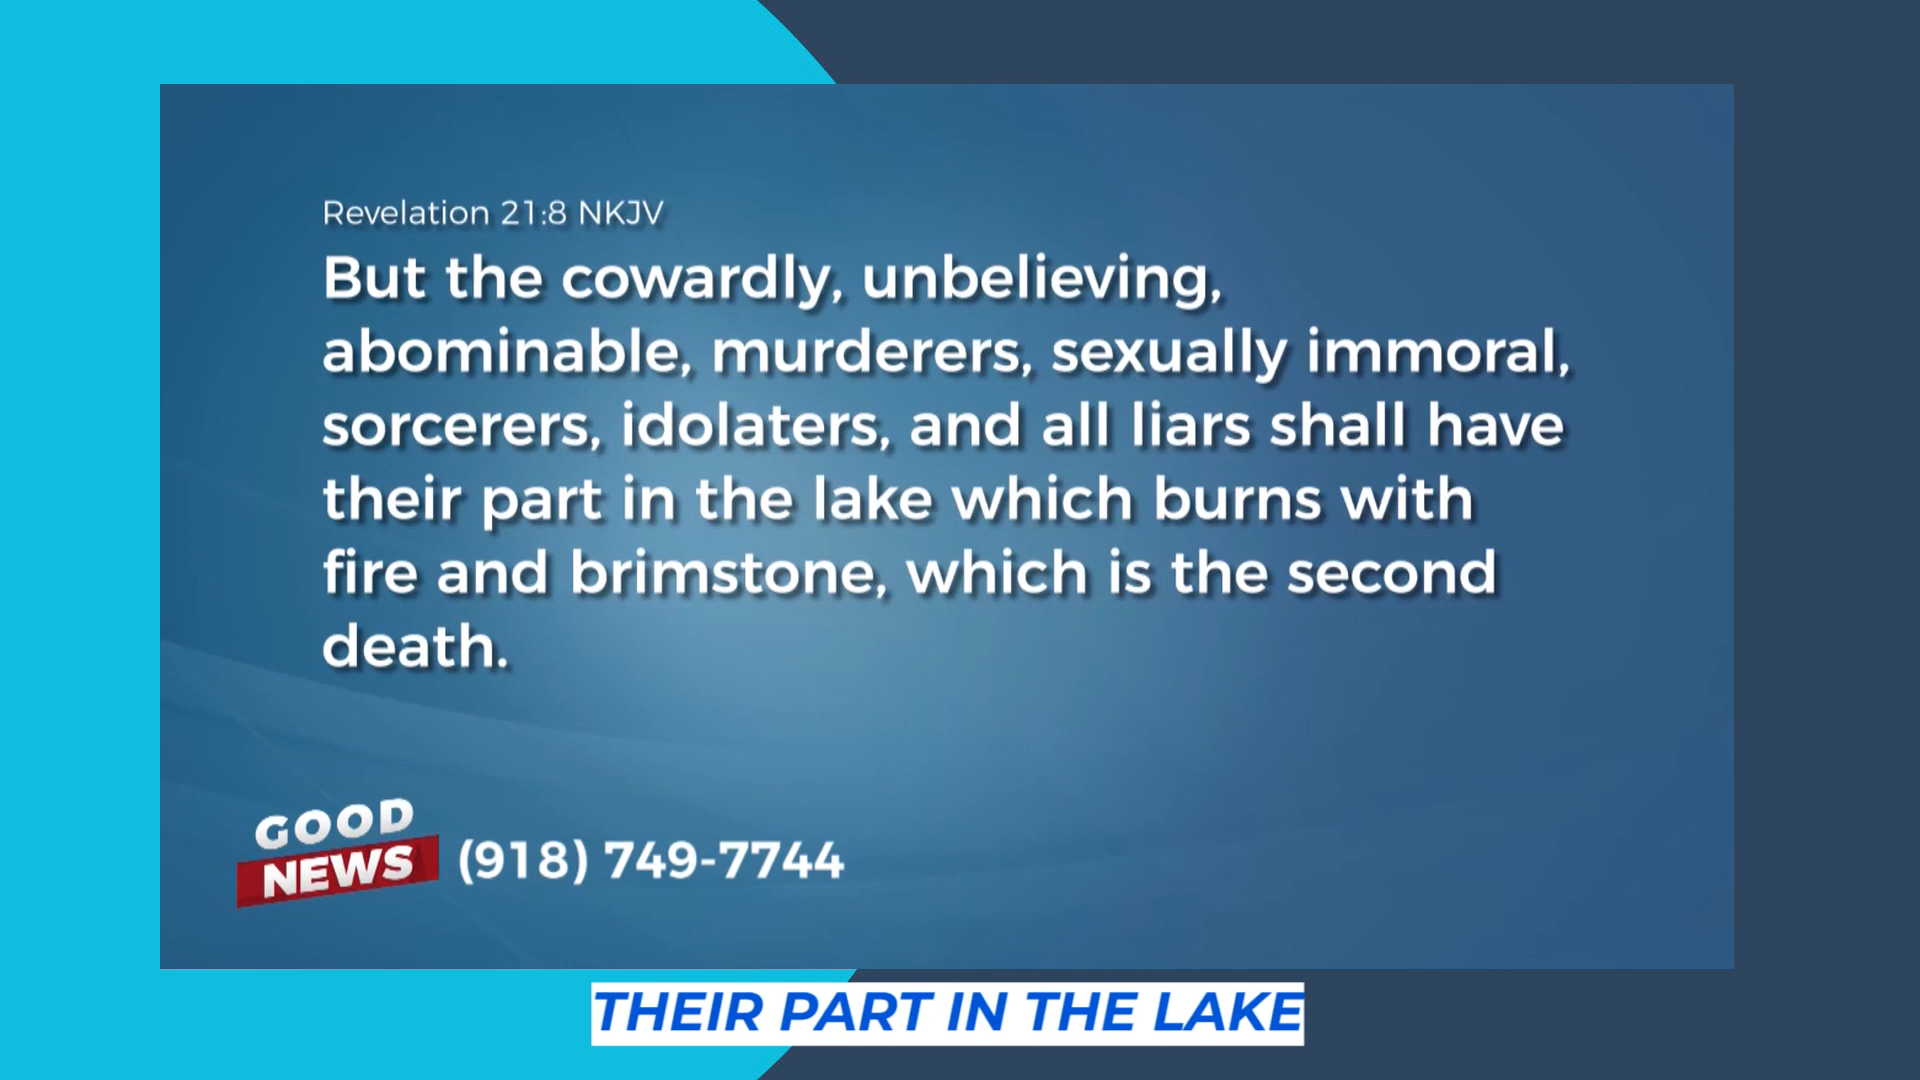 Revelation 21:8 NKJV
But the cowardly, unbelieving,
abominable, murderers, sexually immoral,
sorcerers, idolaters, and all liars shall have
their part in the lake which burns with
fire and brimstone, which is the second
death.
GOOD
NEWS
(918) 749-7744
THEIR PART IN THE LAKE